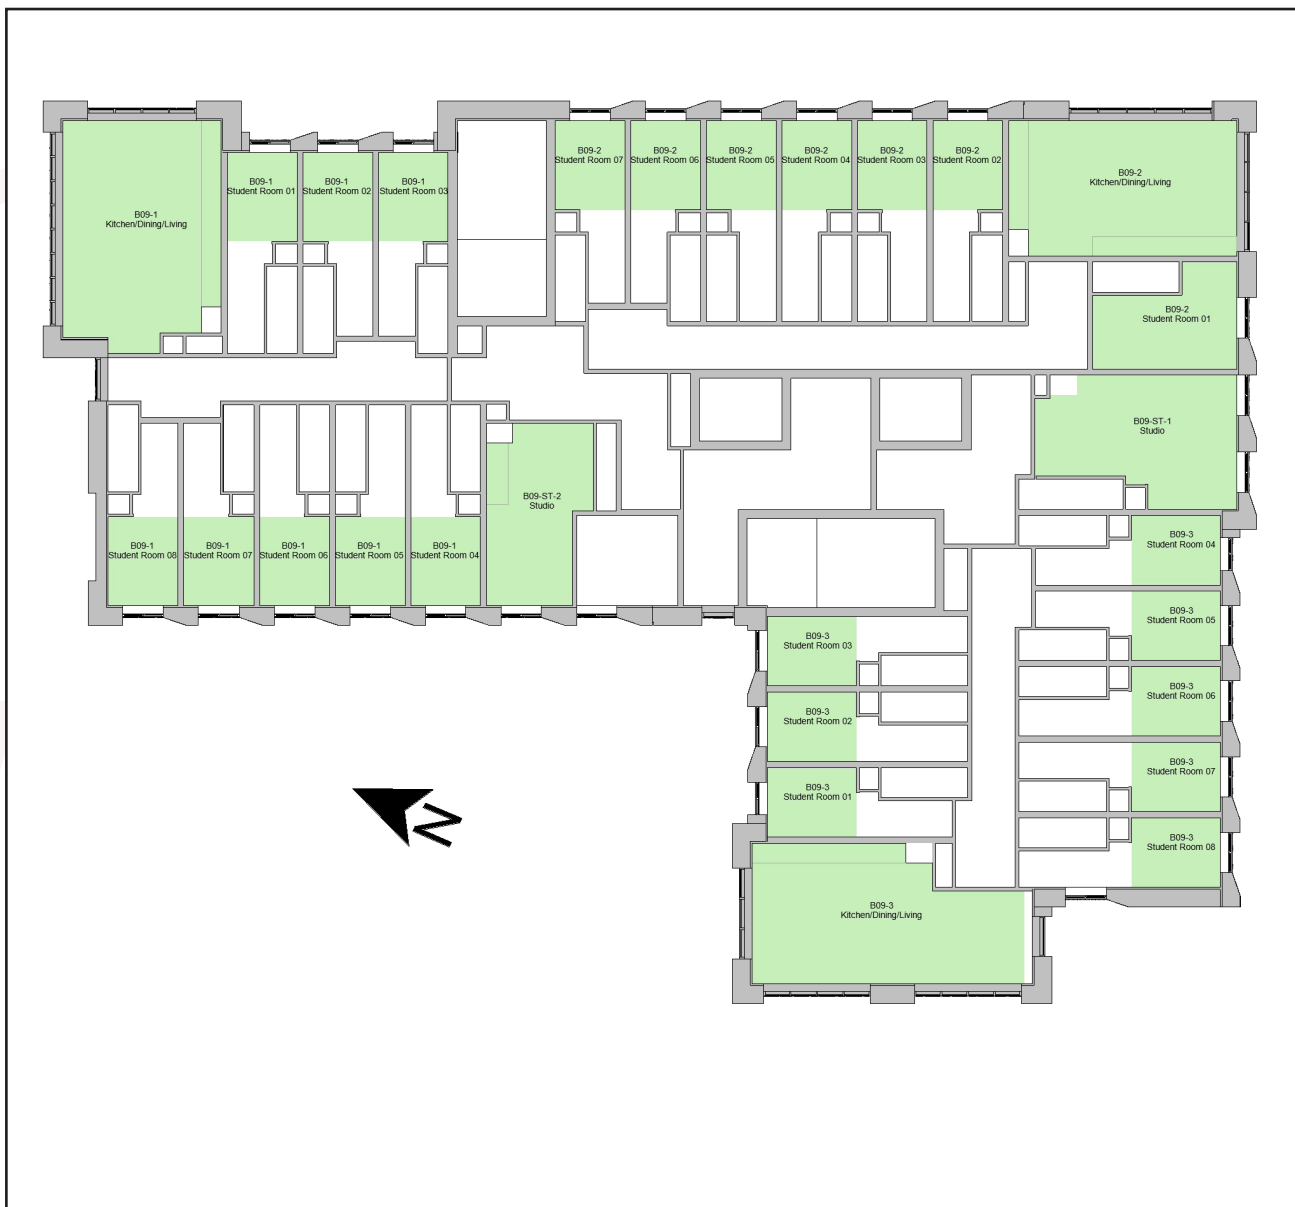 B09-1
Kitchen/Dining/Living
B09-1
Student Room 01
B09-1
Student Room 02
B09-1
Student Room 03
B09-2
Student Room 07
B09-2
Student Room 06
B09-2
Student Room 05
B09-2
Student Room 04
B09-2
Student Room 03
B09-2
Student Room 02
B09-2
Kitchen/Dining/Living
B09-2
Student Room 01
B09-ST-1
Studio
B09-ST-2
Studio
B09-1
Student Room 08
B09-1
Student Room 07
B09-1
Student Room 06
B09-1
Student Room 05
B09-1
Student Room 04
B09-3
Student Room 04
B09-3
Student Room 05
B09-3
Student Room 03
B09-3
Student Room 06
B09-3
Student Room 02
B09-3
Student Room 07
B09-3
Student Room 01
B09-3
Student Room 08
N
B09-3
Kitchen/Dining/Living